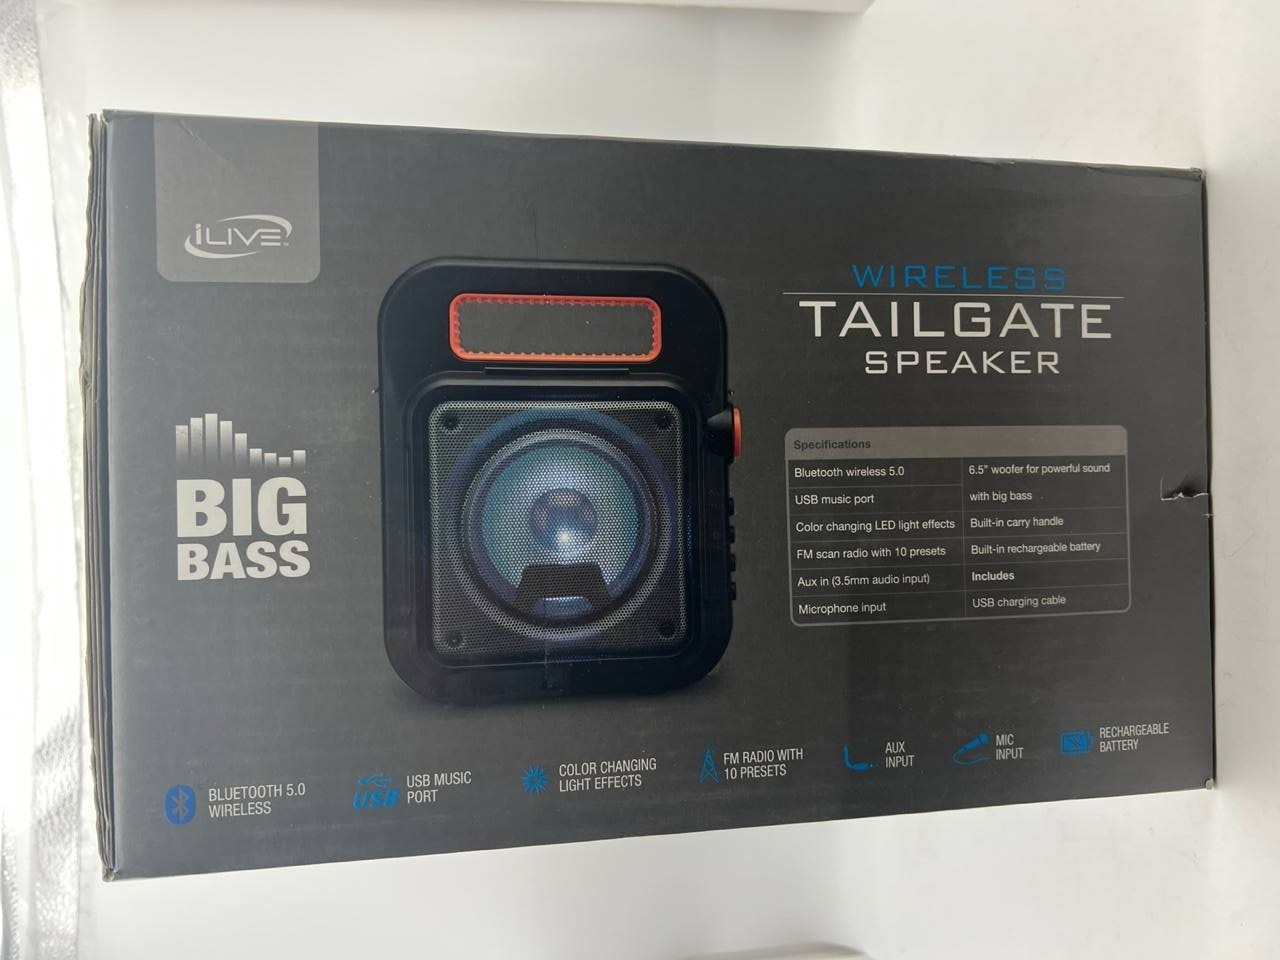 iLIVE™
WIRELESS
TAILGATE
SPEAKER
BIG
BASS
Specifications
Bluetooth wireless 5.0
USB music port
Color changing LED light effects
FM scan radio with 10 presets
Aux in (3.5mm audio input)
Microphone input
6.5" woofer for powerful sound
with big bass
Built-in carry handle
Built-in rechargeable battery
Includes
USB charging cable
BLUETOOTH 5.0
WIRELESS
USB
USB MUSIC
PORT
COLOR CHANGING
LIGHT EFFECTS
FM RADIO WITH
10 PRESETS
AUX
INPUT
MIC
INPUT
RECHARGEABLE
BATTERY